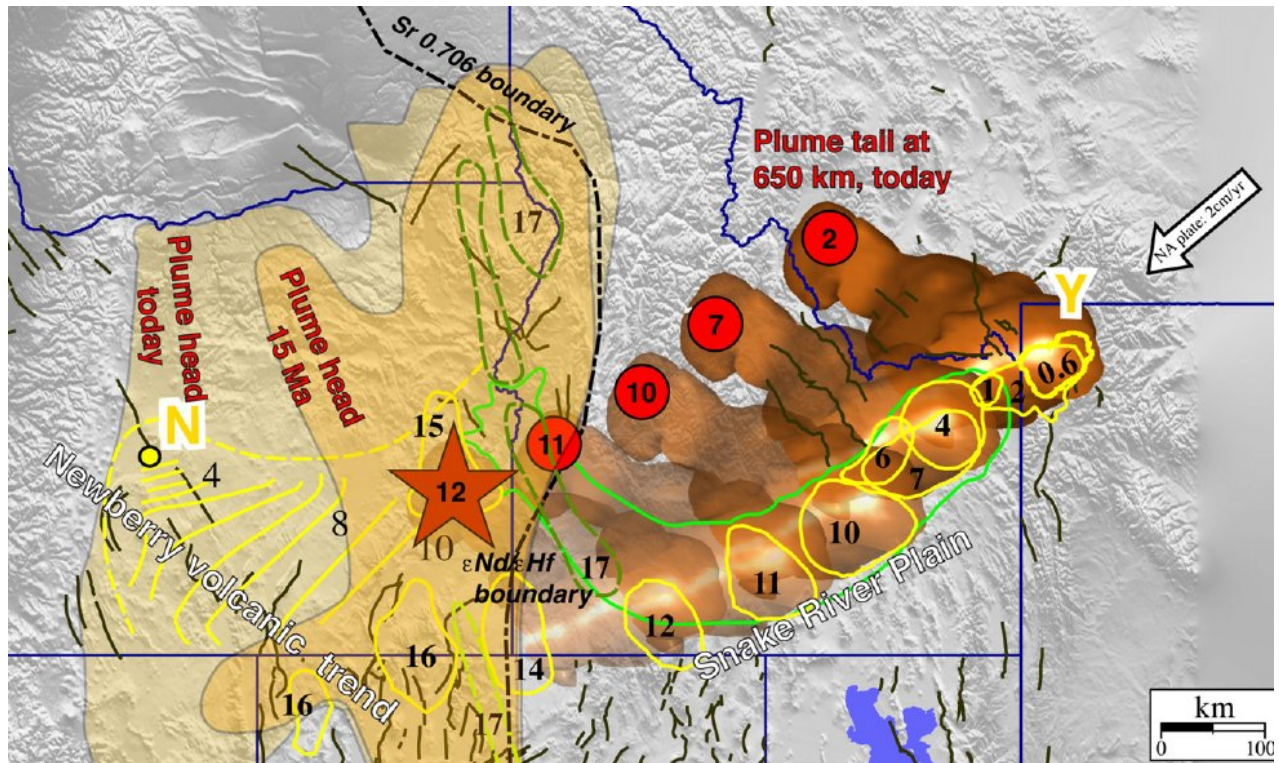 Sr 0.706 boundary
Plume tail at
650 km, today
NA plate: 2cm/yr
2
Y
17
Plume head
today
Plume head
15 Ma
7
0.6
1
2
10
N
15
11
4
6
4
7
12
8
10
10
εNd/εHf
boundary
17
11
Newberry volcanic trend
12
Snake River Plain
16
14
16
17
km
0
100